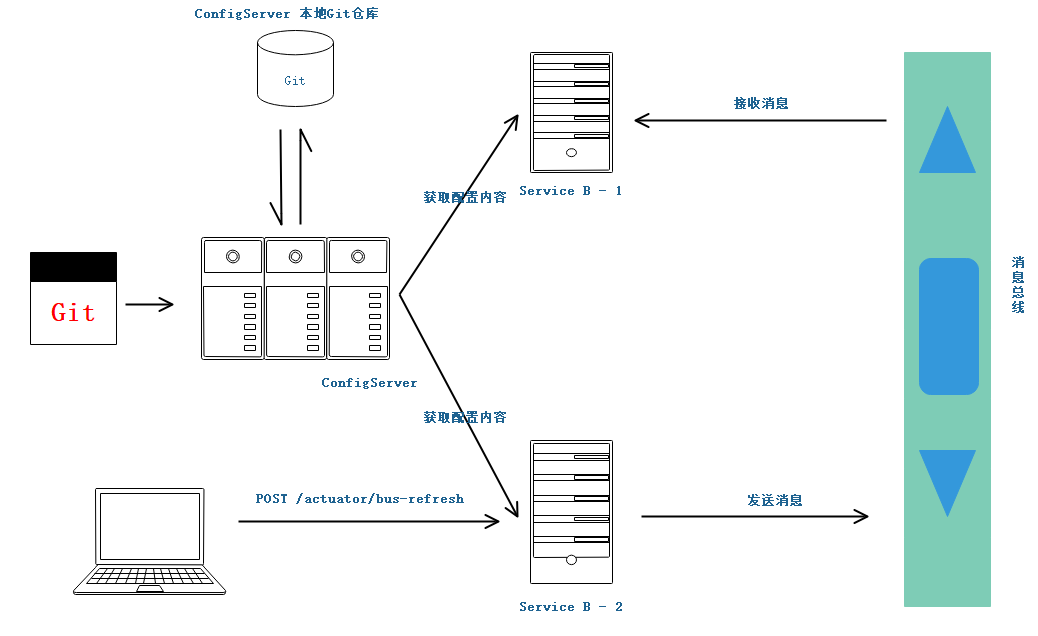 ConfigServer 本地Git仓库
Git
接收消息
获取配置内容
Service B - 1
消息总线
Git
ConfigServer
获取配置内容
POST /actuator/bus-refresh
发送消息
Service B - 2